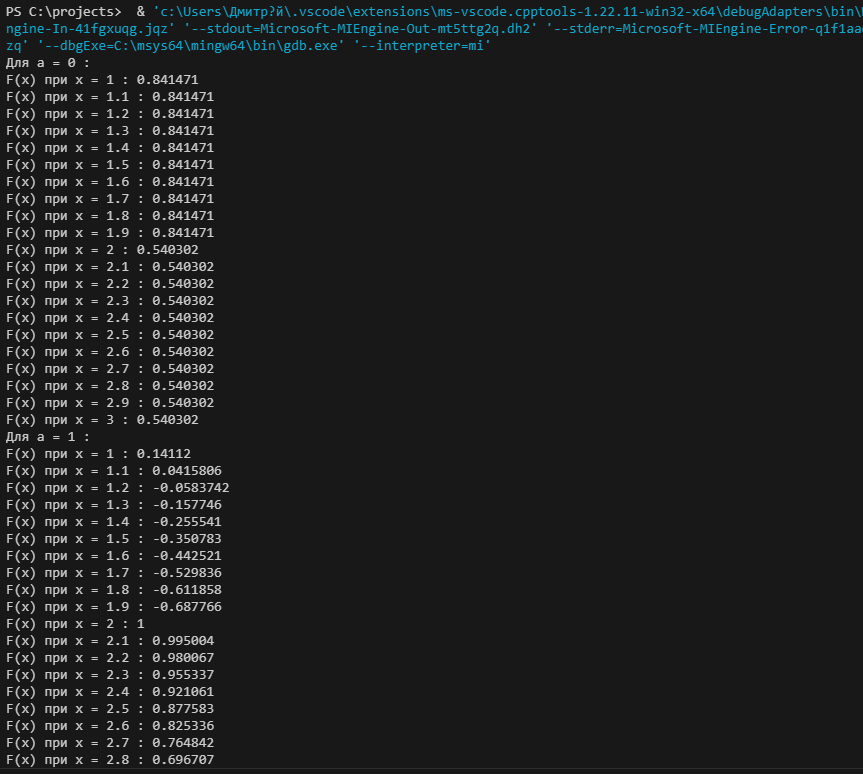 PS C:\projects>  & 'c:\Users\Дмитр?й\.vscode\extensions\ms-vscode.cpptools-1.22.11-win32-x64\debugAdapters\bin\
ngine-In-41fgxuqg.jqz' '--stdout=Microsoft-MIEngine-Out-mt5ttg2q.dh2' '--stderr=Microsoft-MIEngine-Error-q1f1aa
zq' '--dbgExe=C:\msys64\mingw64\bin\gdb.exe' '--interpreter=mi'
Для a = 0 :
F(x) при x = 1 : 0.841471
F(x) при x = 1.1 : 0.841471
F(x) при x = 1.2 : 0.841471
F(x) при x = 1.3 : 0.841471
F(x) при x = 1.4 : 0.841471
F(x) при x = 1.5 : 0.841471
F(x) при x = 1.6 : 0.841471
F(x) при x = 1.7 : 0.841471
F(x) при x = 1.8 : 0.841471
F(x) при x = 1.9 : 0.841471
F(x) при x = 2 : 0.540302
F(x) при x = 2.1 : 0.540302
F(x) при x = 2.2 : 0.540302
F(x) при x = 2.3 : 0.540302
F(x) при x = 2.4 : 0.540302
F(x) при x = 2.5 : 0.540302
F(x) при x = 2.6 : 0.540302
F(x) при x = 2.7 : 0.540302
F(x) при x = 2.8 : 0.540302
F(x) при x = 2.9 : 0.540302
F(x) при x = 3 : 0.540302
Для a = 1 :
F(x) при x = 1 : 0.14112
F(x) при x = 1.1 : 0.0415806
F(x) при x = 1.2 : -0.0583742
F(x) при x = 1.3 : -0.157746
F(x) при x = 1.4 : -0.255541
F(x) при x = 1.5 : -0.350783
F(x) при x = 1.6 : -0.442521
F(x) при x = 1.7 : -0.529836
F(x) при x = 1.8 : -0.611858
F(x) при x = 1.9 : -0.687766
F(x) при x = 2 : 1
F(x) при x = 2.1 : 0.995004
F(x) при x = 2.2 : 0.980067
F(x) при x = 2.3 : 0.955337
F(x) при x = 2.4 : 0.921061
F(x) при x = 2.5 : 0.877583
F(x) при x = 2.6 : 0.825336
F(x) при x = 2.7 : 0.764842
F(x) при x = 2.8 : 0.696707